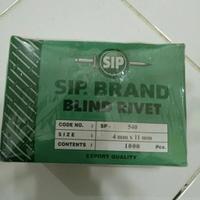 SIP
SIP BRAND
BLIND RIVET
CODE NO. : SP - 540
SIZE : 4 mm x 11 mm
CONTENTS : 1000 Pcs.
EXPORT QUALITY